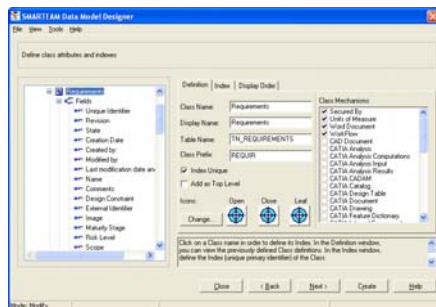 SMARTEAM Data Model Designer
File View Tools Help
Define class attributes and indexes
Requirements
Fields
Unique Identifier
Revision
State
Creation Date
Created by:
Modified by:
Last modification date an
Name
Comments
Design Constraint
External Identifier
Image
Maturity Stage
Risk Level
Scope
Definition Index Display Order
Class Name: Requirements
Display Name: Requirements
Table Name: TN_REQUIREMENTS
Class Prefix: REQUIR
Index Unique
Add as Top Level
Icons: Open Close Leaf
Change...
Class Mechanisms
Secured By
Units of Measure
Word Document
WorkFlow
CAD Document
CATIA Analysis
CATIA Analysis Computations
CATIA Analysis Input
CATIA Analysis Results
CATIA CADAM
CATIA Catalog
CATIA Design Table
CATIA Document
CATIA Drawing
CATIA Feature Dictionary
Click on a Class name in order to define its Index. In the Definition window,
you can view the previously defined Class definitions. In the Index window,
define the Index (unique primary identifier) of the Class.
Close < Back Next > Create Help
Mode: Modify